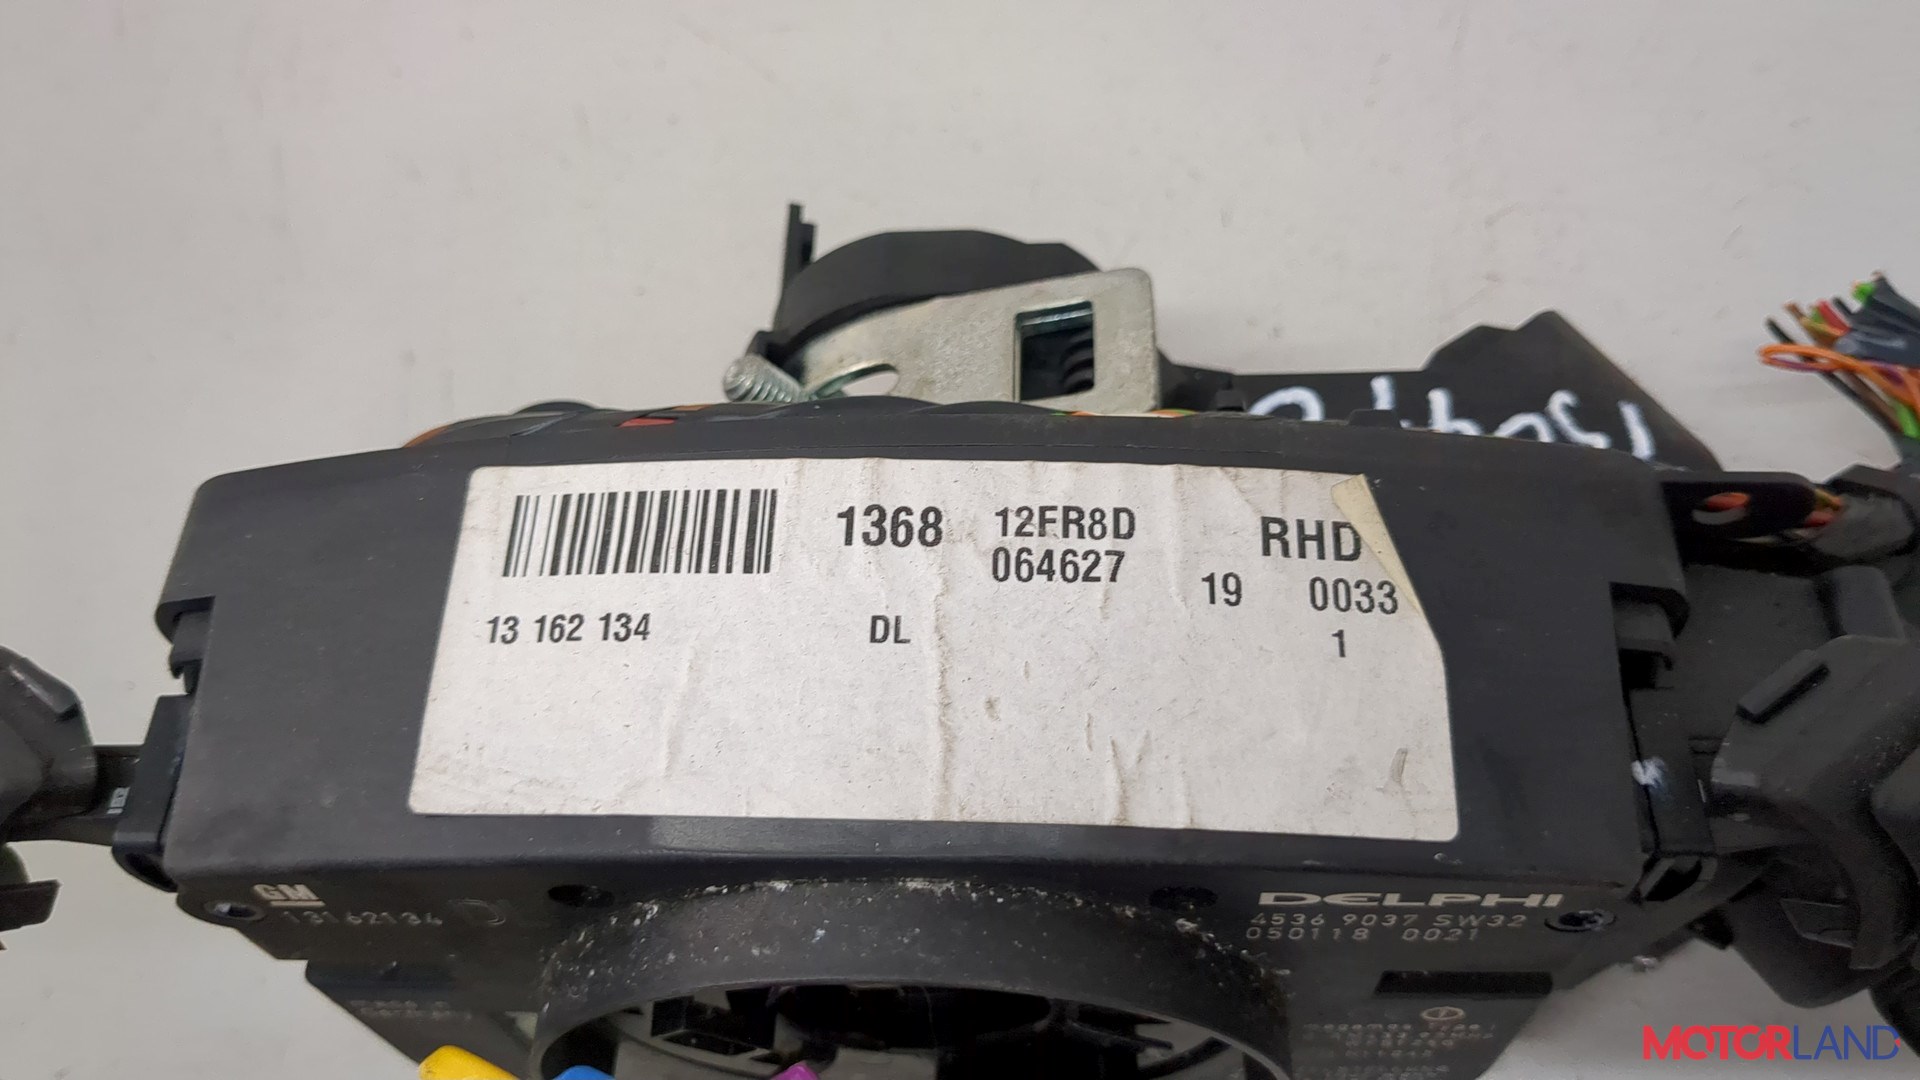 1368
12FR8D
RHD
064627
19 0033
13 162 134
DL
1
GM
13162134 DL
DELPHI
4536 9037 SW32
050118 0021
MOTORLAND